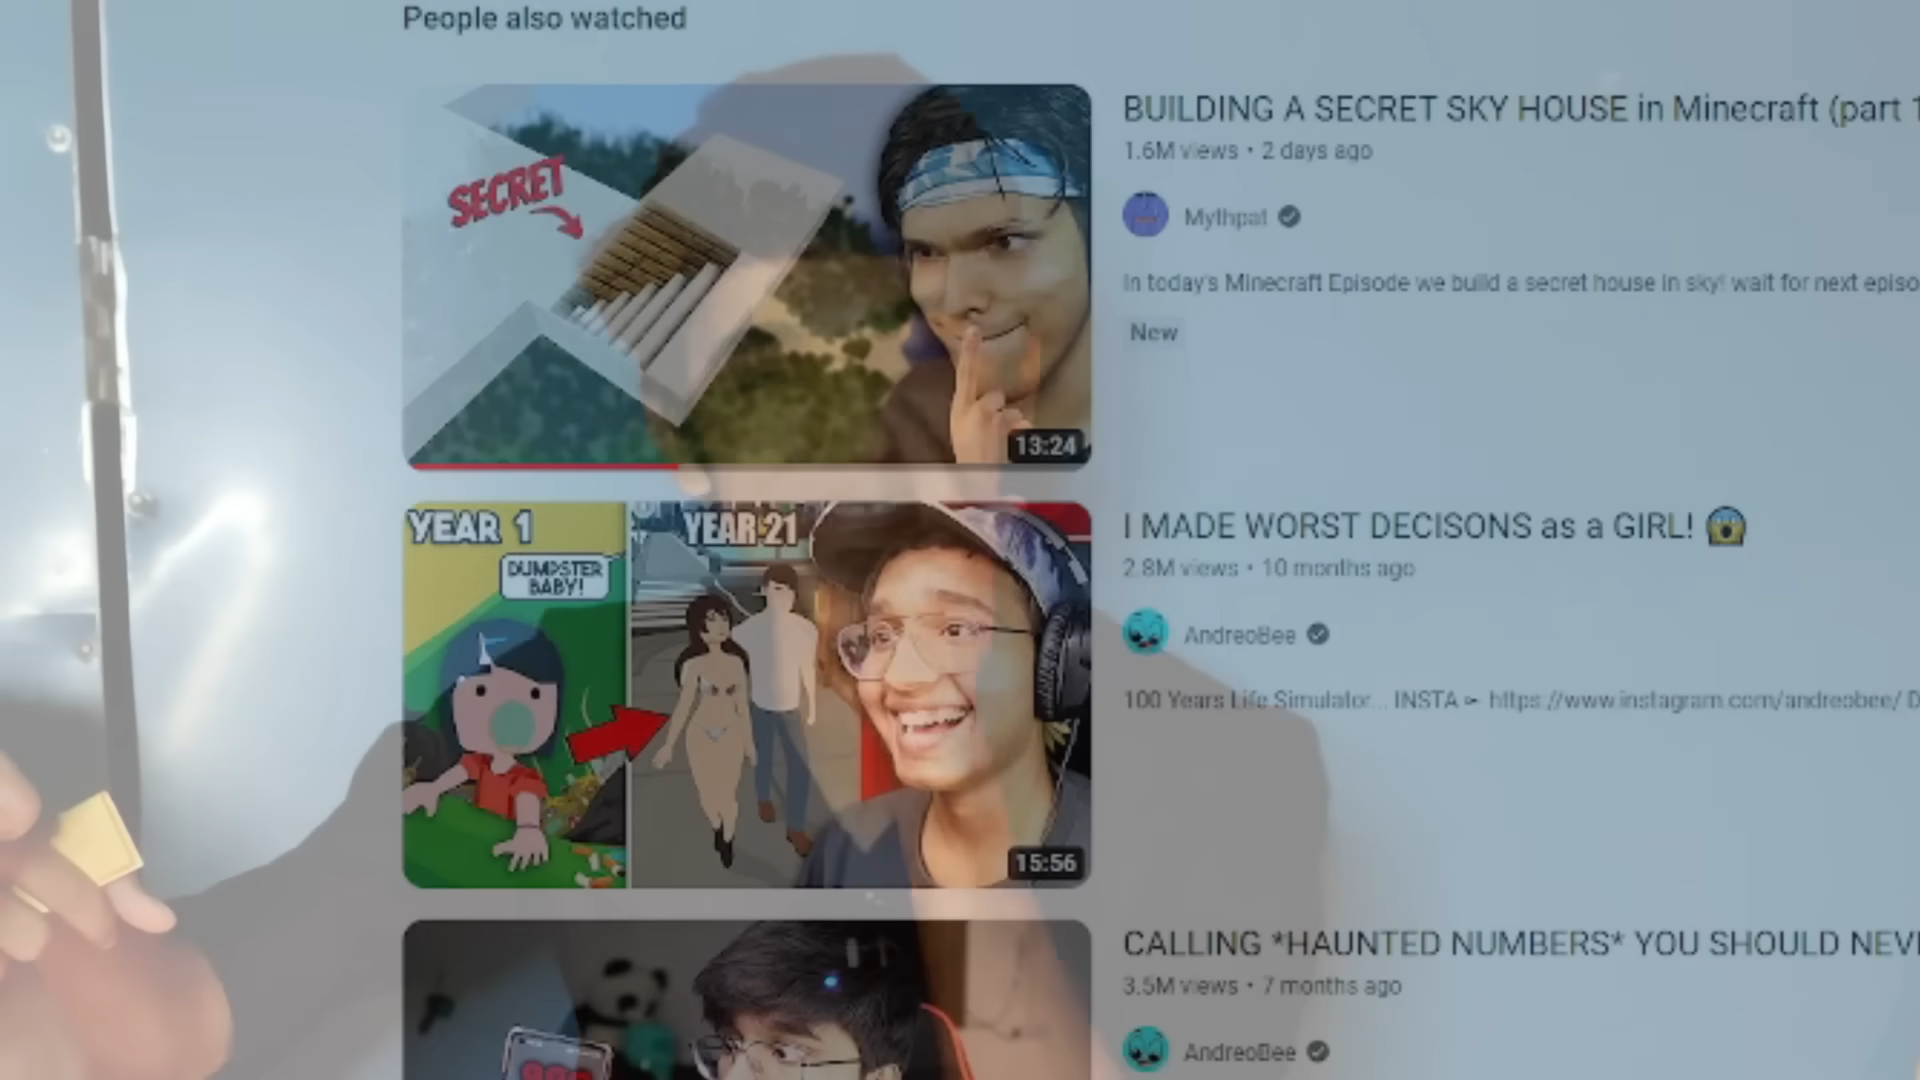 People also watched
SECRET
13:24
BUILDING A SECRET SKY HOUSE in Minecraft (part 1
1.6M views • 2 days ago
Mythpat
In today's Minecraft Episode we build a secret house in sky! wait for next episo
New
YEAR 1
YEAR 21
DUMPSTER
BABY!
15:56
I MADE WORST DECISONS as a GIRL! 😱
2.8M views • 10 months ago
AndreoBee
100 Years Life Simulator... INSTA ➢ https://www.instagram.com/andreobee/ D
CALLING *HAUNTED NUMBERS* YOU SHOULD NEV
3.5M views • 7 months ago
AndreoBee